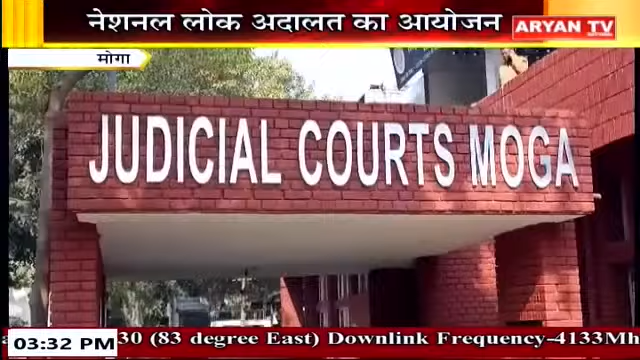 नेशनल लोक अदालत का आयोजन
ARYAN TV
मोगा
JUDICIAL COURTS MOGA
03:32 PM
30 (83 degree East) Downlink Frequency-4133Mh